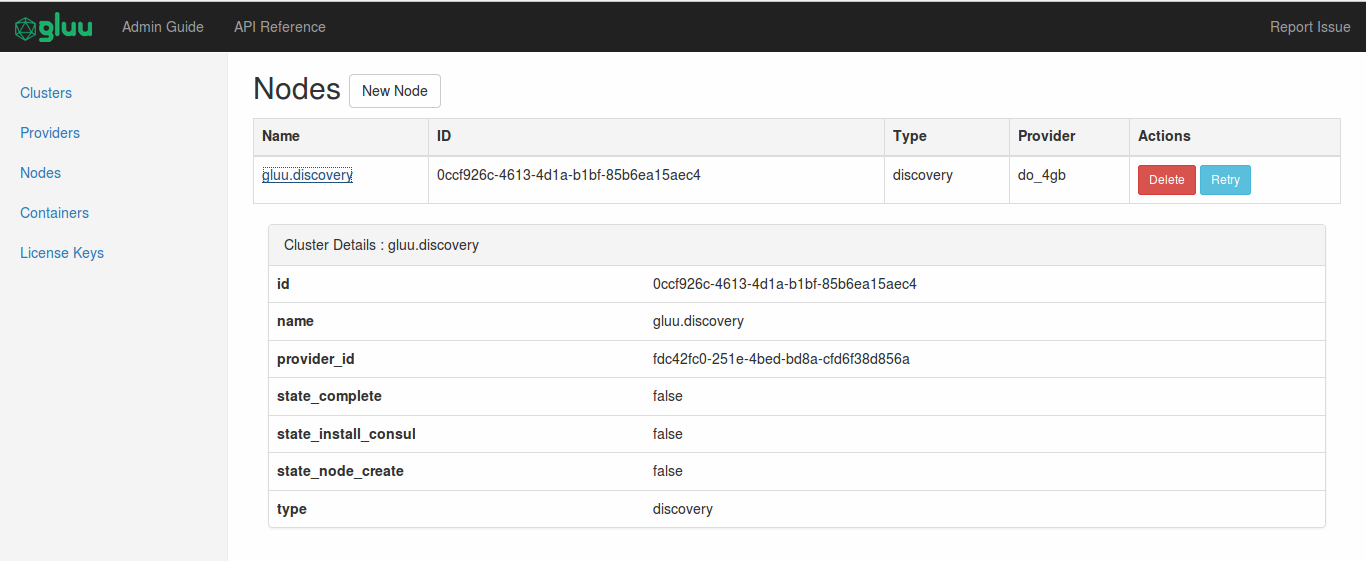 gluu Admin Guide API Reference Report Issue
Clusters
Providers
Nodes
Containers
License Keys
Nodes New Node
Name ID Type Provider Actions
gluu.discovery 0ccf926c-4613-4d1a-b1bf-85b6ea15aec4 discovery do_4gb Delete Retry
Cluster Details : gluu.discovery
id 0ccf926c-4613-4d1a-b1bf-85b6ea15aec4
name gluu.discovery
provider_id fdc42fc0-251e-4bed-bd8a-cfd6f38d856a
state_complete false
state_install_consul false
state_node_create false
type discovery